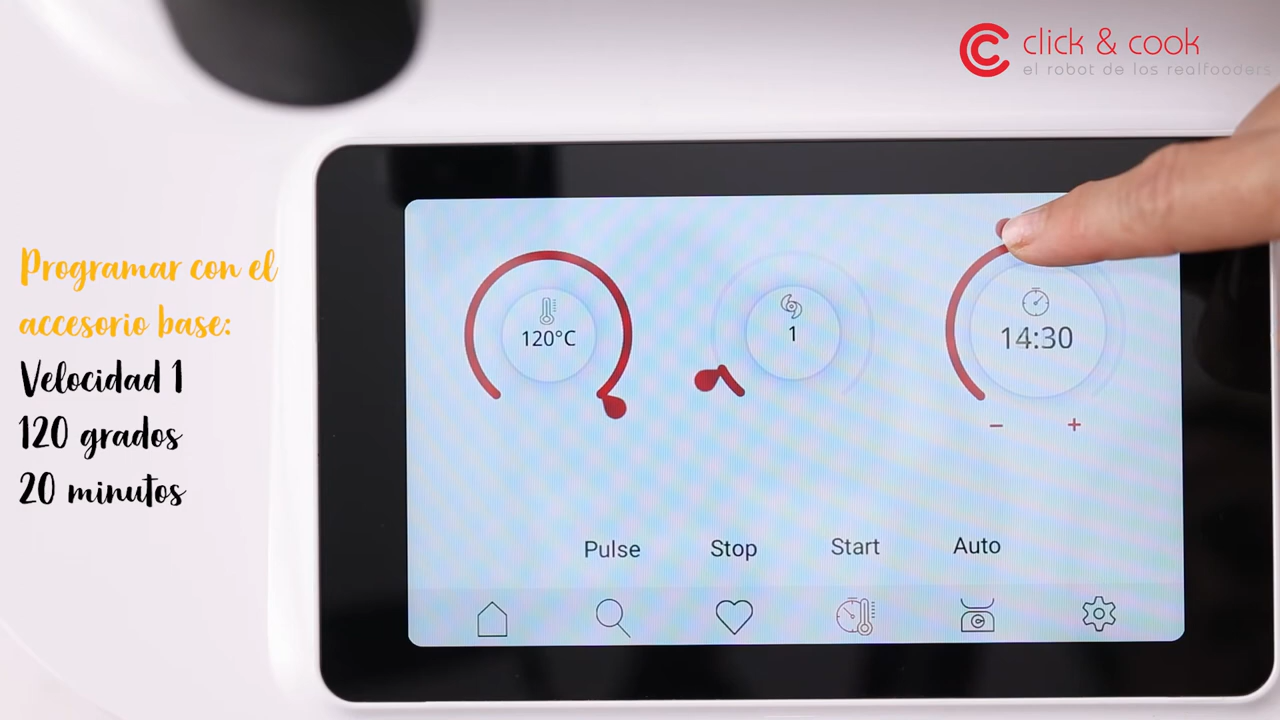 click & cook
el robot de los realfooders
Programar con el
accesorio base:
Velocidad 1
120 grados
20 minutos
120°C
1
14:30
− +
Pulse Stop Start Auto